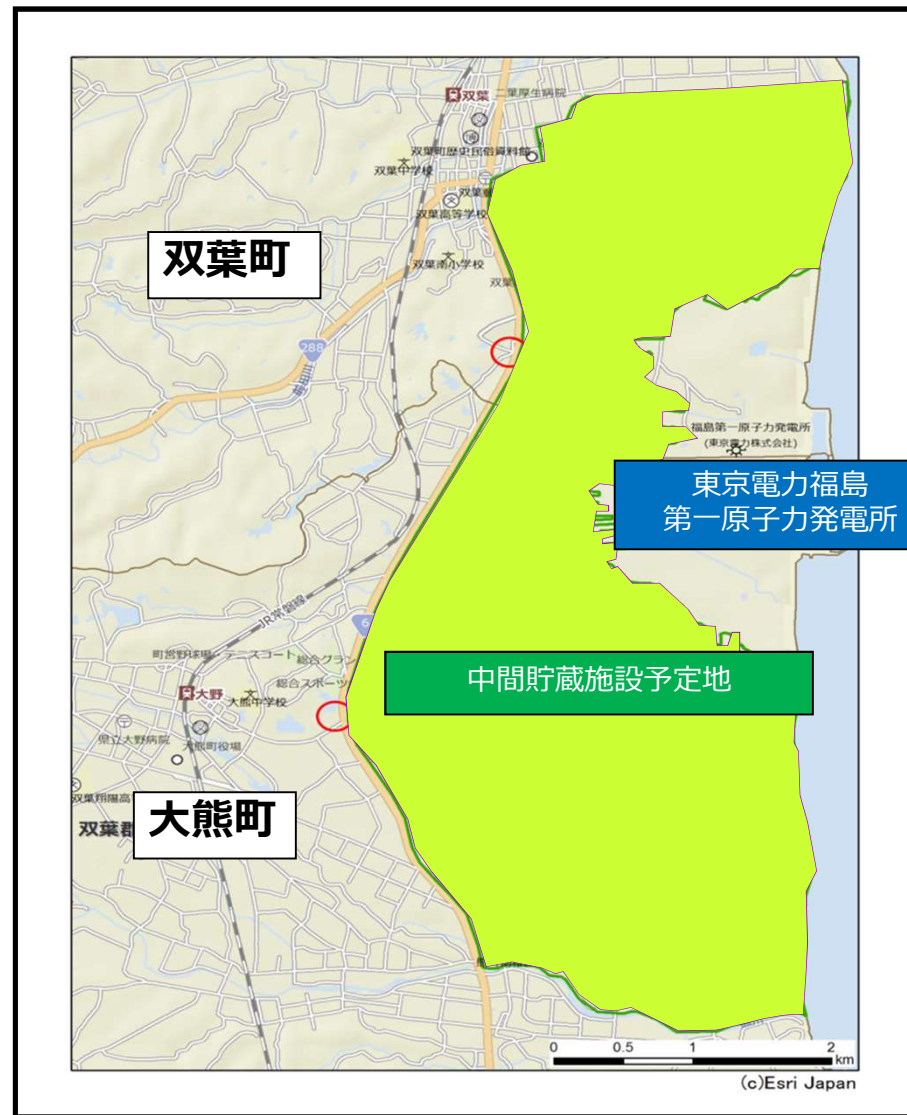 双葉
二葉厚生病院
双葉町歴史民俗資料館
双葉中学校
双葉高等学校
双葉南小学校
双葉町
288
福島第一原子力発電所
(東京電力株式会社)
東京電力福島
第一原子力発電所
JR常磐線
6
町営野球場・テニスコート
総合グラン
総合スポーツ
中間貯蔵施設予定地
大野
大熊中学校
県立大野病院
大熊町役場
双葉翔陽高
大熊町
双葉郡
0 0.5 1 2
km
(c)Esri Japan